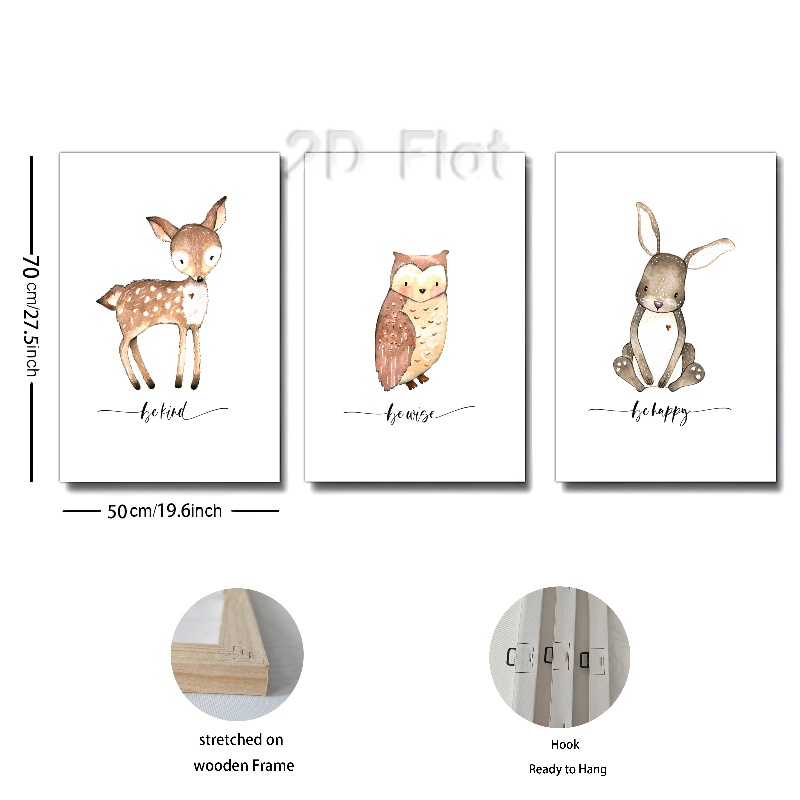 2D Flat
70 cm/27.5inch
be kind
be wise
be happy
50cm/19.6inch
stretched on
wooden Frame
Hook
Ready to Hang